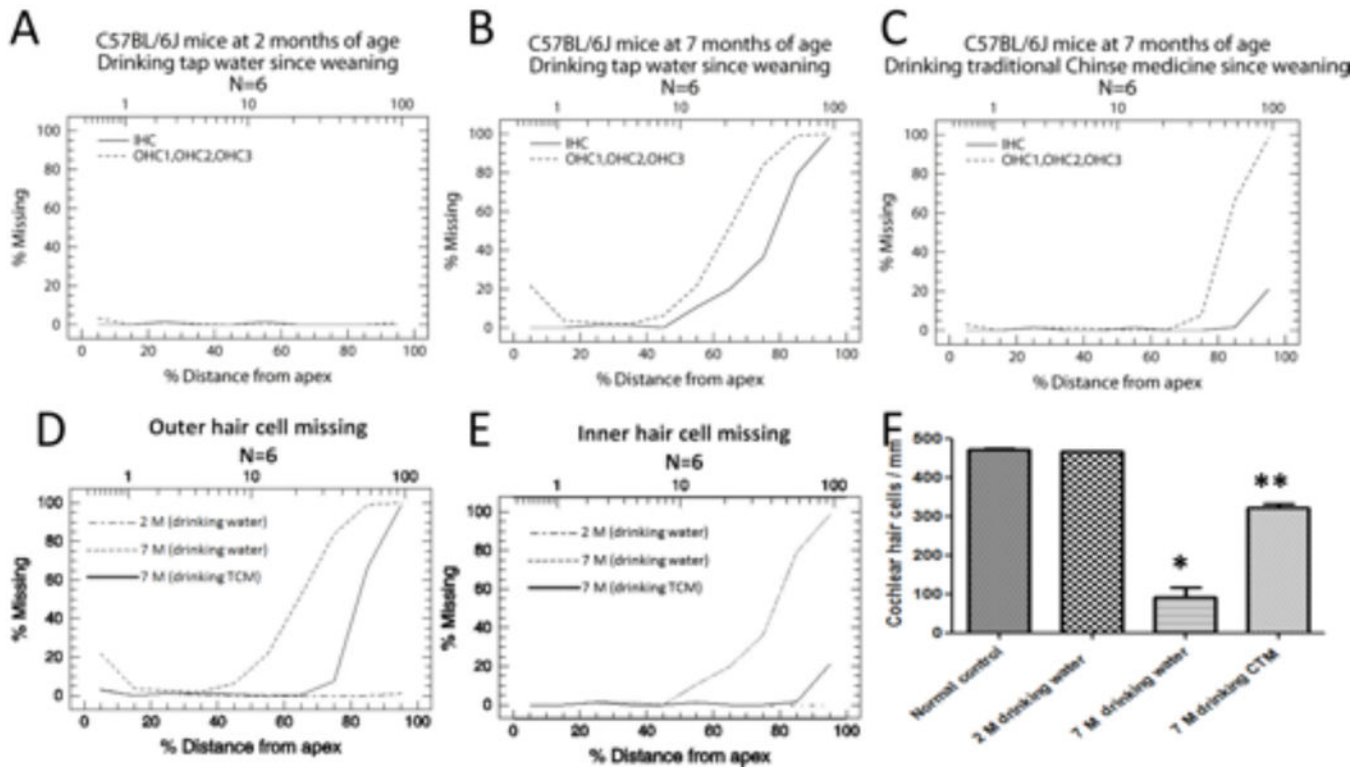 A
C57BL/6J mice at 2 months of age
Drinking tap water since weaning
N=6
1 10 100
100
80
60
40
20
0
% Missing
IHC
OHC1,OHC2,OHC3
0 20 40 60 80 100
% Distance from apex
B
C57BL/6J mice at 7 months of age
Drinking tap water since weaning
N=6
1 10 100
100
80
60
40
20
0
% Missing
IHC
OHC1,OHC2,OHC3
0 20 40 60 80 100
% Distance from apex
C
C57BL/6J mice at 7 months of age
Drinking traditional Chinse medicine since weaning
N=6
1 10 100
100
80
60
40
20
0
% Missing
IHC
OHC1,OHC2,OHC3
0 20 40 60 80 100
% Distance from apex
D
Outer hair cell missing
N=6
1 10 100
100
80
60
40
20
0
% Missing
2 M (drinking water)
7 M (drinking water)
7 M (drinking TCM)
0 20 40 60 80 100
% Distance from apex
E
Inner hair cell missing
N=6
1 10 100
100
80
60
40
20
0
% Missing
2 M (drinking water)
7 M (drinking water)
7 M (drinking TCM)
0 20 40 60 80 100
% Distance from apex
F
500
400
300
200
100
0
Cochlear hair cells / mm
*
**
Normal control
2 M drinking water
7 M drinking water
7 M drinking CTM